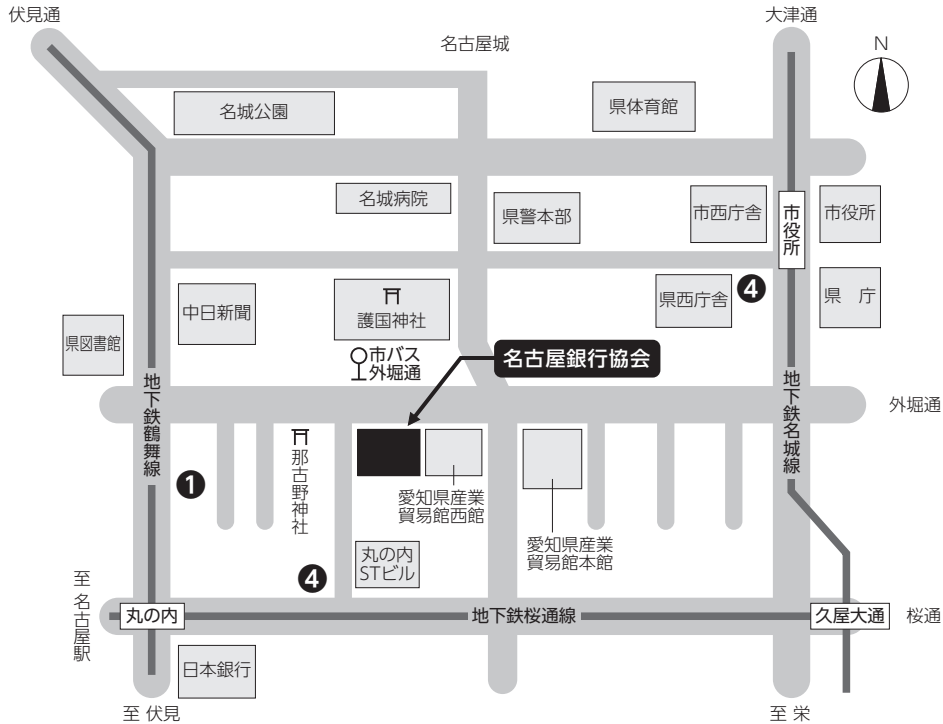 伏見通
大津通
名古屋城
N
名城公園
県体育館
名城病院
県警本部
市西庁舎
市役所
市役所
中日新聞
護国神社
県西庁舎
❹
県 庁
県図書館
市バス
外堀通
名古屋銀行協会
地下鉄鶴舞線
地下鉄名城線
外堀通
那古野神社
❶
愛知県産業
貿易館西館
愛知県産業
貿易館本館
丸の内
STビル
❹
至 名古屋駅
丸の内
地下鉄桜通線
久屋大通
桜通
日本銀行
至 伏見
至 栄